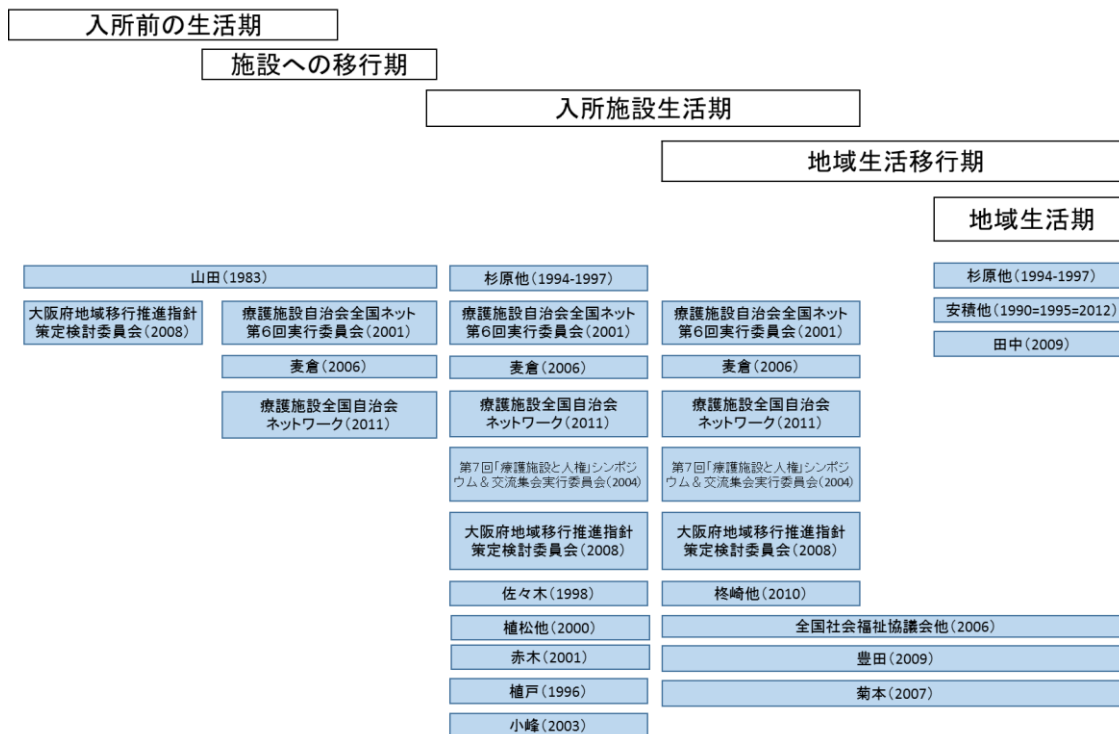 入所前の生活期
施設への移行期
入所施設生活期
地域生活移行期
地域生活期
山田(1983)
杉原他(1994-1997)
杉原他(1994-1997)
大阪府地域移行推進指針
策定検討委員会(2008)
療護施設自治会全国ネット
第6回実行委員会(2001)
療護施設自治会全国ネット
第6回実行委員会(2001)
療護施設自治会全国ネット
第6回実行委員会(2001)
安積他(1990=1995=2012)
田中(2009)
麦倉(2006)
麦倉(2006)
麦倉(2006)
療護施設全国自治会
ネットワーク(2011)
療護施設全国自治会
ネットワーク(2011)
療護施設全国自治会
ネットワーク(2011)
第7回「療護施設と人権」シンポジ
ウム&交流集会実行委員会(2004)
第7回「療護施設と人権」シンポジ
ウム&交流集会実行委員会(2004)
大阪府地域移行推進指針
策定検討委員会(2008)
大阪府地域移行推進指針
策定検討委員会(2008)
佐々木(1998)
柊崎他(2010)
植松他(2000)
全国社会福祉協議会他(2006)
赤木(2001)
豊田(2009)
植戸(1996)
菊本(2007)
小峰(2003)